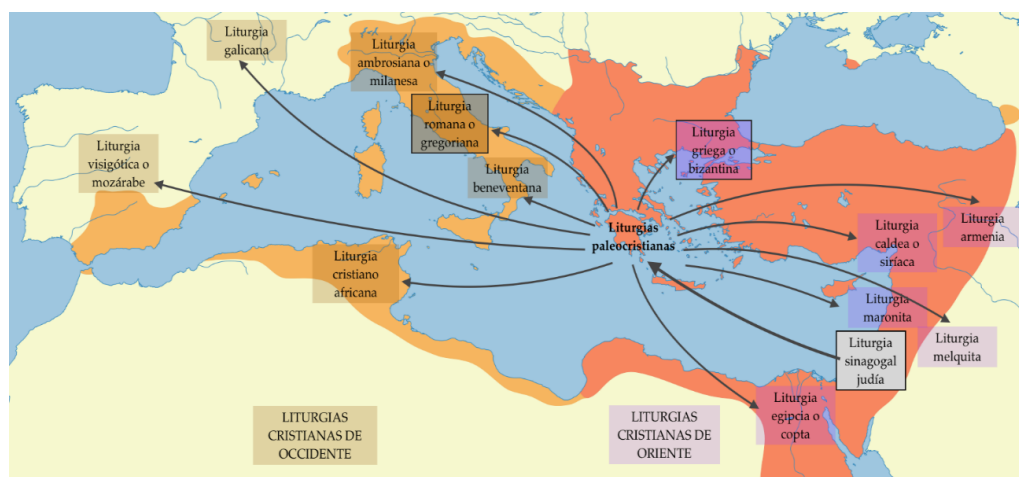 Liturgia
galicana
Liturgia
ambrosiana o
milanesa
Liturgia
romana o
gregoriana
Liturgia
visigótica o
mozárabe
Liturgia
beneventana
Liturgia
griega o
bizantina
Liturgias
paleocristianas
Liturgia
armenia
Liturgia
caldea o
siríaca
Liturgia
cristiano
africana
Liturgia
maronita
Liturgia
melquita
Liturgia
sinagogal
judía
Liturgia
egipcia o
copta
LITURGIAS
CRISTIANAS DE
OCCIDENTE
LITURGIAS
CRISTIANAS DE
ORIENTE